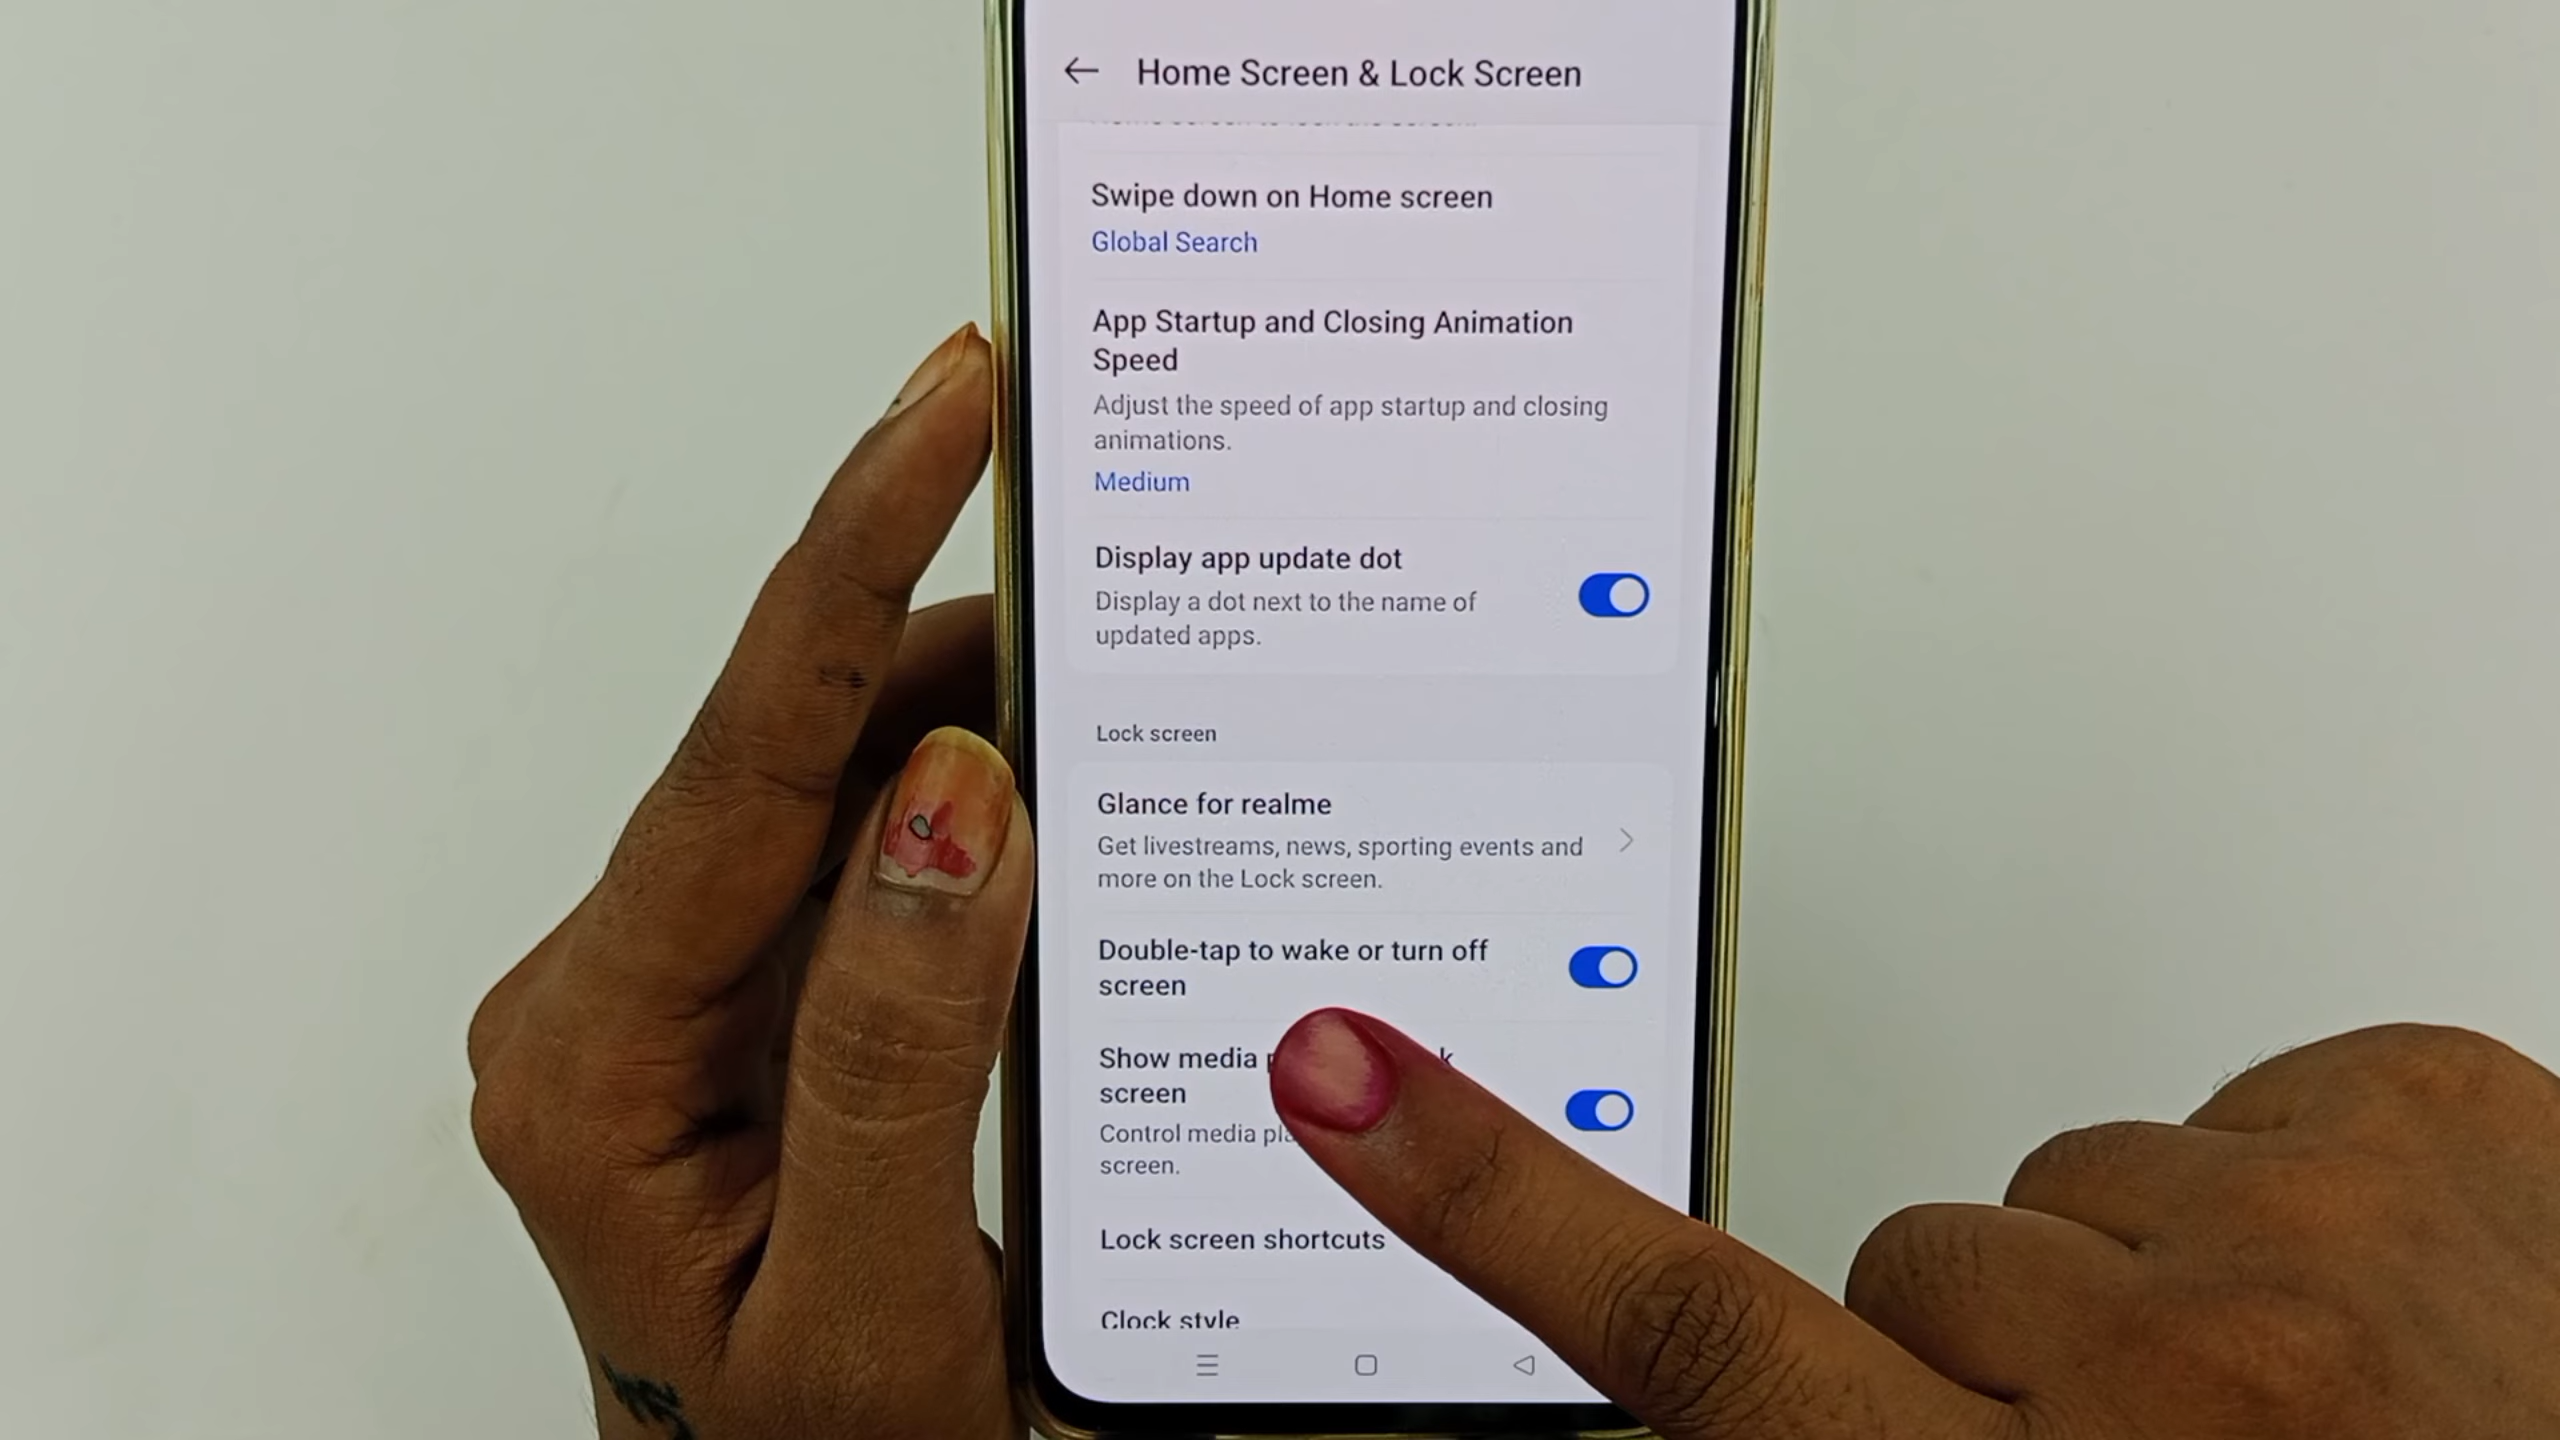 Home Screen & Lock Screen
Swipe down on Home screen
Global Search
App Startup and Closing Animation
Speed
Adjust the speed of app startup and closing
animations.
Medium
Display app update dot
Display a dot next to the name of
updated apps.
Lock screen
Glance for realme
Get livestreams, news, sporting events and
more on the Lock screen.
Double-tap to wake or turn off
screen
Show media
screen
Control media
screen.
Lock screen shortcuts
Clock style